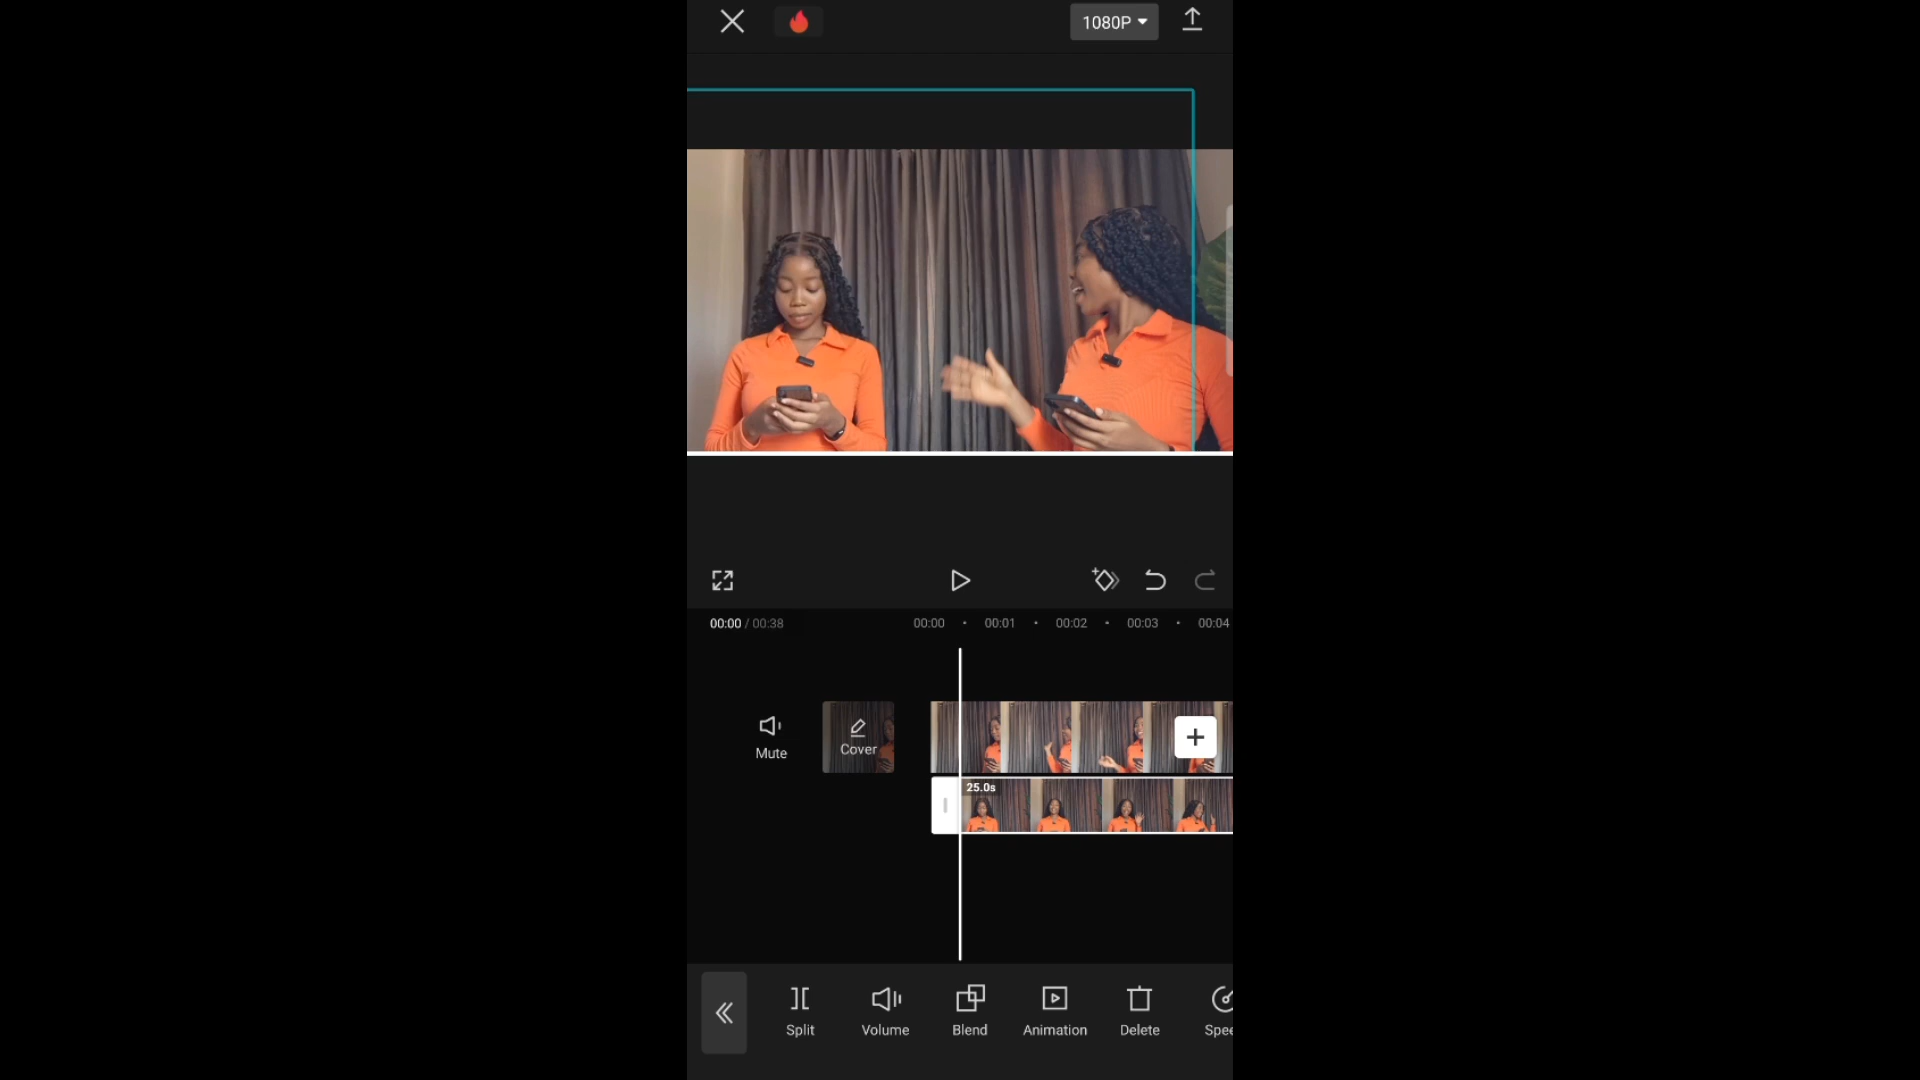 1080P
00:00 / 00:38
00:00
00:01
00:02
00:03
00:04
Mute
Cover
25.0s
Split
Volume
Blend
Animation
Delete
Spee